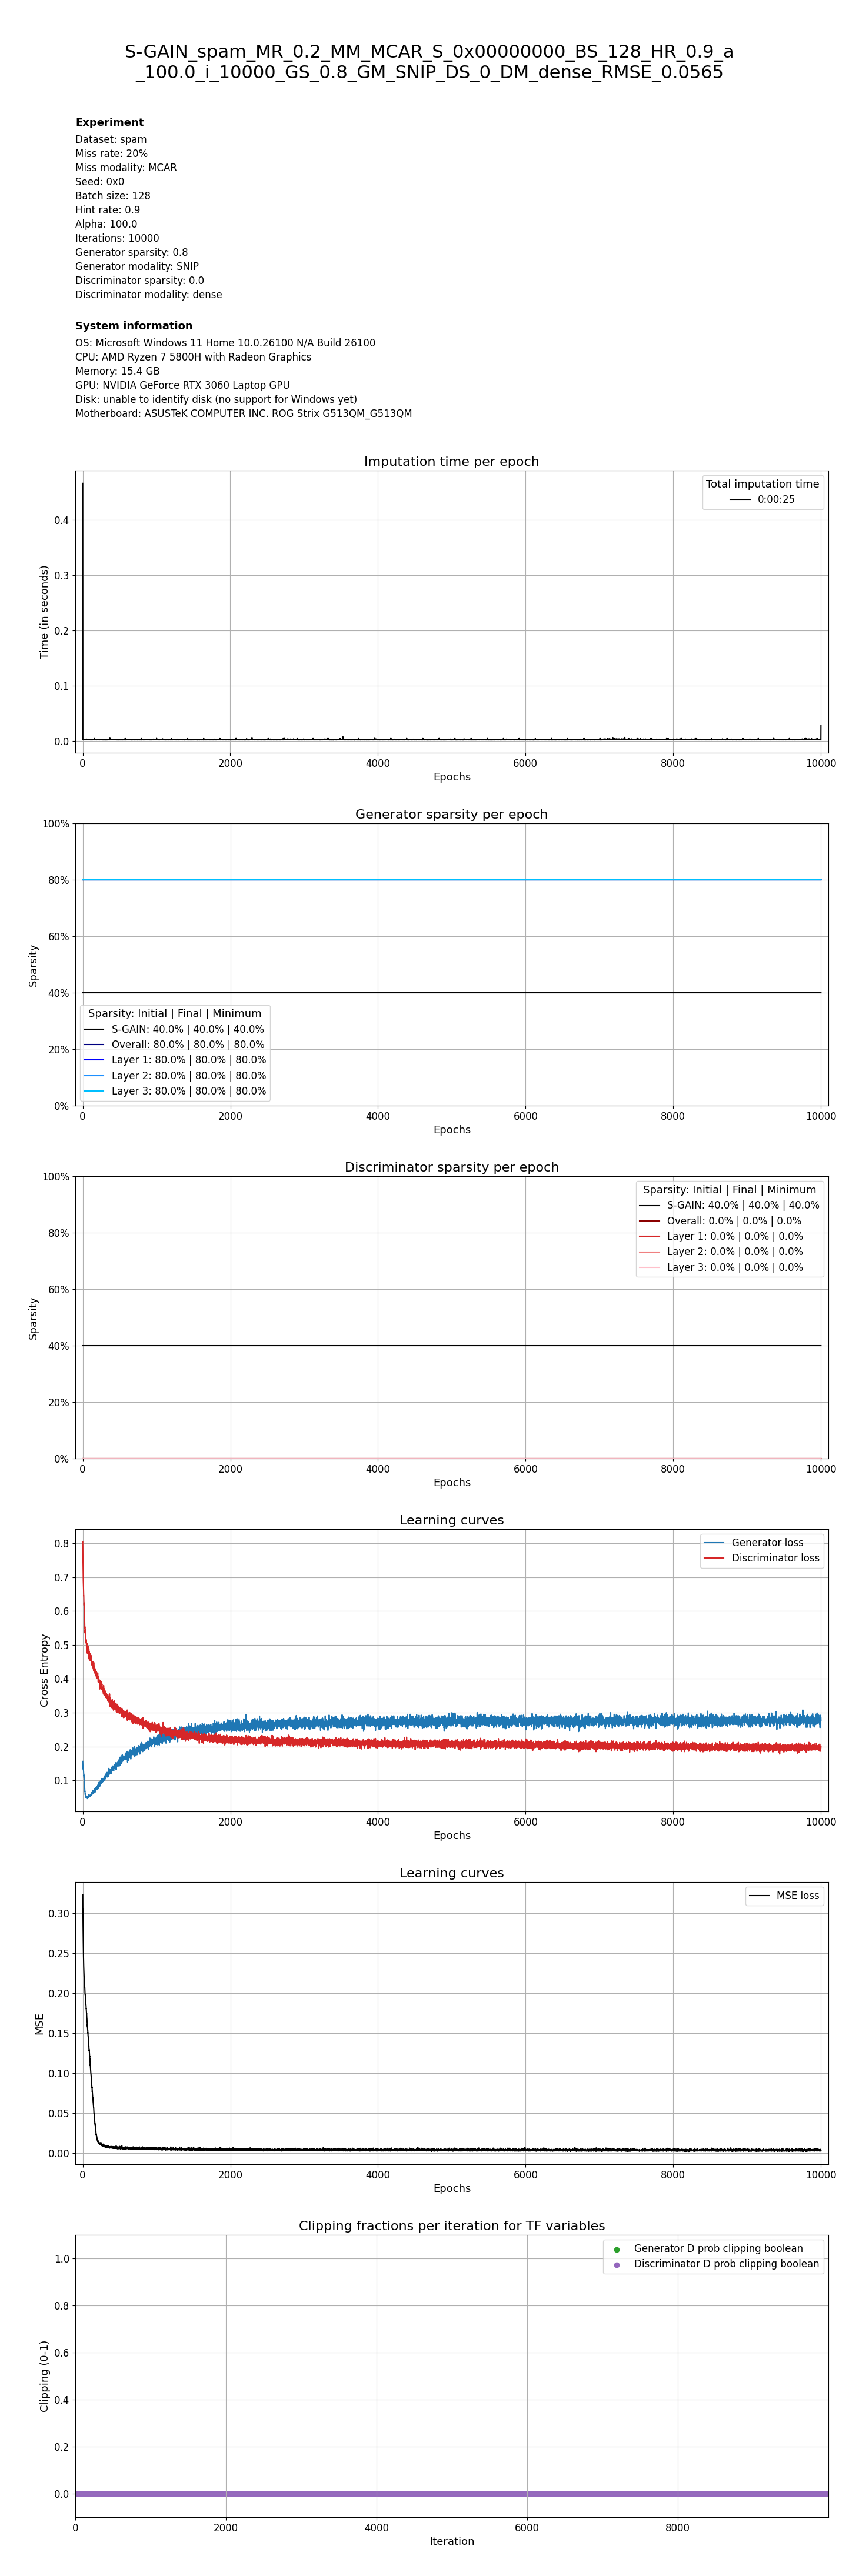 S-GAIN_spam_MR_0.2_MM_MCAR_S_0x00000000_BS_128_HR_0.9_a
_100.0_i_10000_GS_0.8_GM_SNIP_DS_0_DM_dense_RMSE_0.0565
Experiment
Dataset: spam
Miss rate: 20%
Miss modality: MCAR
Seed: 0x0
Batch size: 128
Hint rate: 0.9
Alpha: 100.0
Iterations: 10000
Generator sparsity: 0.8
Generator modality: SNIP
Discriminator sparsity: 0.0
Discriminator modality: dense
System information
OS: Microsoft Windows 11 Home 10.0.26100 N/A Build 26100
CPU: AMD Ryzen 7 5800H with Radeon Graphics
Memory: 15.4 GB
GPU: NVIDIA GeForce RTX 3060 Laptop GPU
Disk: unable to identify disk (no support for Windows yet)
Motherboard: ASUSTeK COMPUTER INC. ROG Strix G513QM_G513QM
Imputation time per epoch
Total imputation time
0:00:25
0.4
0.3
0.2
0.1
0.0
Time (in seconds)
0 2000 4000 6000 8000 10000
Epochs
Generator sparsity per epoch
100%
80%
60%
40%
20%
0%
Sparsity
Sparsity: Initial | Final | Minimum
S-GAIN: 40.0% | 40.0% | 40.0%
Overall: 80.0% | 80.0% | 80.0%
Layer 1: 80.0% | 80.0% | 80.0%
Layer 2: 80.0% | 80.0% | 80.0%
Layer 3: 80.0% | 80.0% | 80.0%
0 2000 4000 6000 8000 10000
Epochs
Discriminator sparsity per epoch
100%
80%
60%
40%
20%
0%
Sparsity
Sparsity: Initial | Final | Minimum
S-GAIN: 40.0% | 40.0% | 40.0%
Overall: 0.0% | 0.0% | 0.0%
Layer 1: 0.0% | 0.0% | 0.0%
Layer 2: 0.0% | 0.0% | 0.0%
Layer 3: 0.0% | 0.0% | 0.0%
0 2000 4000 6000 8000 10000
Epochs
Learning curves
Generator loss
Discriminator loss
0.8
0.7
0.6
0.5
0.4
0.3
0.2
0.1
Cross Entropy
0 2000 4000 6000 8000 10000
Epochs
Learning curves
MSE loss
0.30
0.25
0.20
0.15
0.10
0.05
0.00
MSE
0 2000 4000 6000 8000 10000
Epochs
Clipping fractions per iteration for TF variables
Generator D prob clipping boolean
Discriminator D prob clipping boolean
1.0
0.8
0.6
0.4
0.2
0.0
Clipping (0-1)
0 2000 4000 6000 8000
Iteration